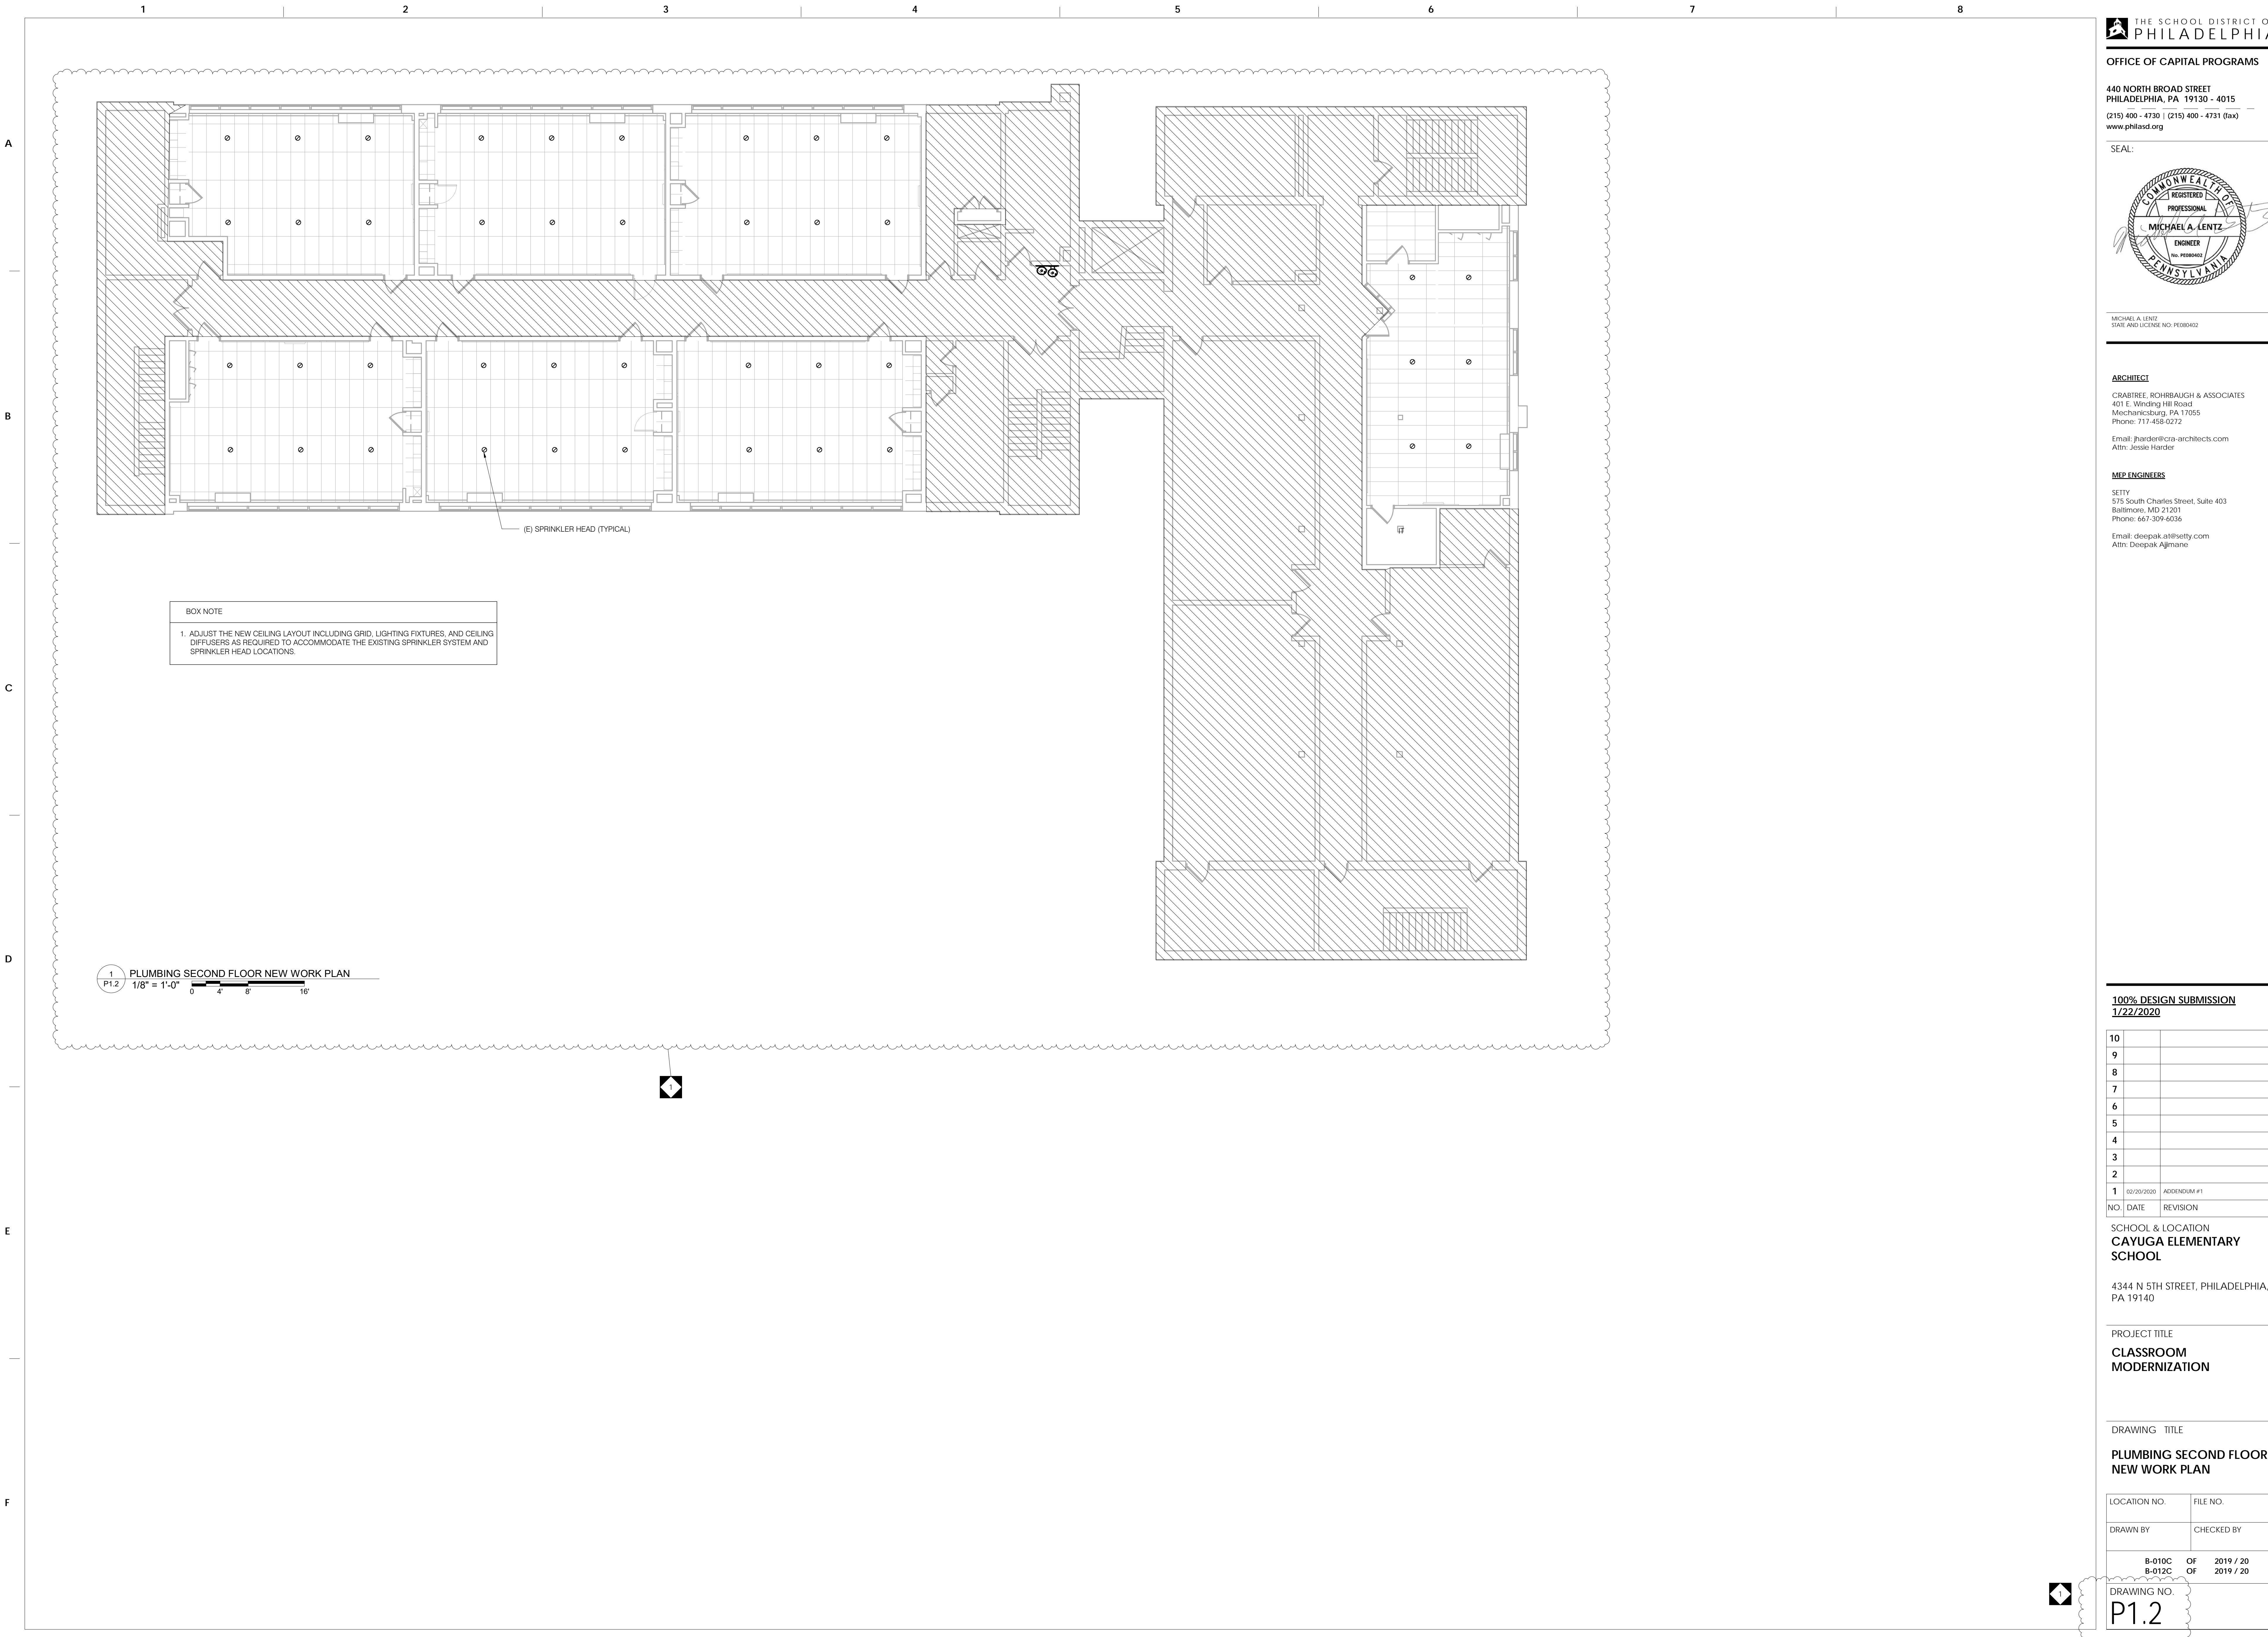 1 2 3 4 5 6 7 8
A
B
C
D
E
F
(E) SPRINKLER HEAD (TYPICAL)
BOX NOTE
1. ADJUST THE NEW CEILING LAYOUT INCLUDING GRID, LIGHTING FIXTURES, AND CEILING
DIFFUSERS AS REQUIRED TO ACCOMMODATE THE EXISTING SPRINKLER SYSTEM AND
SPRINKLER HEAD LOCATIONS.
1
P1.2
PLUMBING SECOND FLOOR NEW WORK PLAN
1/8" = 1'-0"
0 4' 8' 16'
1
1
THE SCHOOL DISTRICT
PHILADELPHIA
OFFICE OF CAPITAL PROGRAMS
440 NORTH BROAD STREET
PHILADELPHIA, PA 19130 - 4015
(215) 400 - 4730 | (215) 400 - 4731 (fax)
www.philasd.org
SEAL:
COMMONWEALTH OF
REGISTERED
PROFESSIONAL
MICHAEL A. LENTZ
ENGINEER
No. PE080402
PENNSYLVANIA
MICHAEL A. LENTZ
STATE AND LICENSE NO: PE080402
ARCHITECT
CRABTREE, ROHRBAUGH & ASSOCIATES
401 E. Winding Hill Road
Mechanicsburg, PA 17055
Phone: 717-458-0272
Email: jharder@cra-architects.com
Attn: Jessie Harder
MEP ENGINEERS
SETTY
575 South Charles Street, Suite 403
Baltimore, MD 21201
Phone: 667-309-6036
Email: deepak.at@setty.com
Attn: Deepak Ajjimane
100% DESIGN SUBMISSION
1/22/2020
10
9
8
7
6
5
4
3
2
1 02/20/2020 ADDENDUM #1
NO. DATE REVISION
SCHOOL & LOCATION
CAYUGA ELEMENTARY
SCHOOL
4344 N 5TH STREET, PHILADELPHIA,
PA 19140
PROJECT TITLE
CLASSROOM
MODERNIZATION
DRAWING TITLE
PLUMBING SECOND FLOOR
NEW WORK PLAN
LOCATION NO. FILE NO.
DRAWN BY CHECKED BY
B-010C OF 2019 / 20
B-012C OF 2019 / 20
DRAWING NO.
P1.2